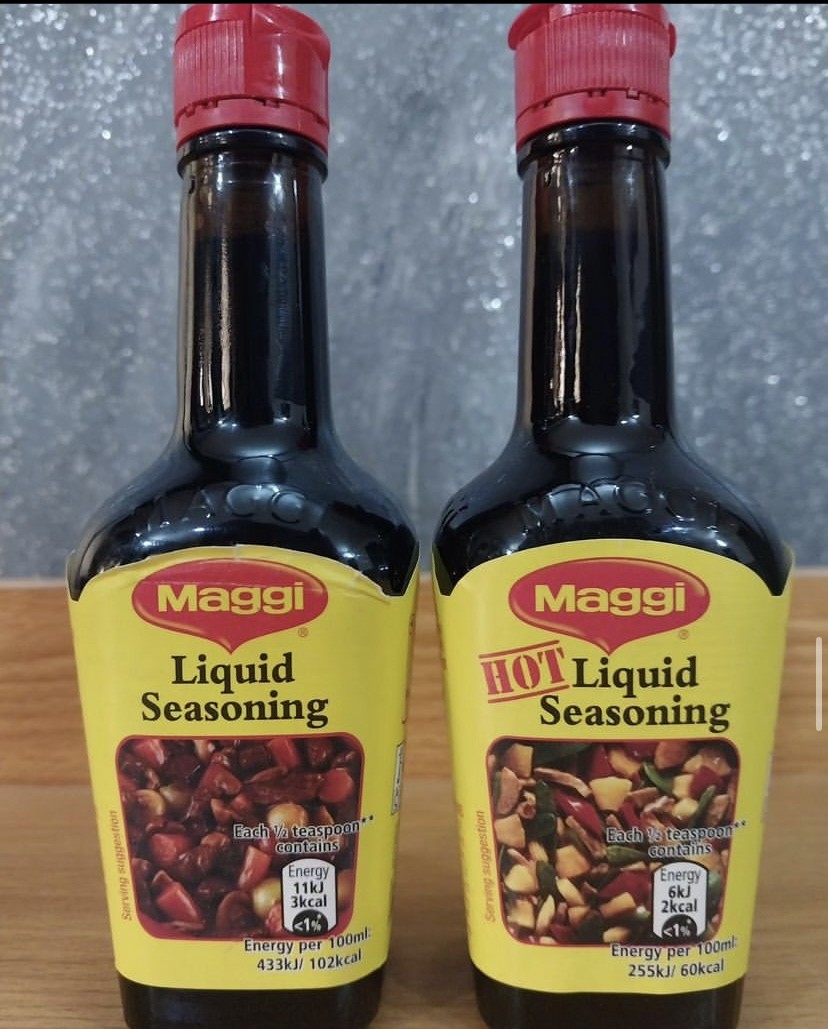 MAGGI
Maggi
®
Liquid
Seasoning
Each ½ teaspoon**
contains
Energy
11kJ
3kcal
<1%*
Energy per 100ml:
433kJ/ 102kcal
Serving suggestion
MAGGI
Maggi
®
HOT Liquid
Seasoning
Each ½ teaspoon**
contains
Energy
6kJ
2kcal
<1%*
Energy per 100ml:
255kJ/ 60kcal
Serving suggestion